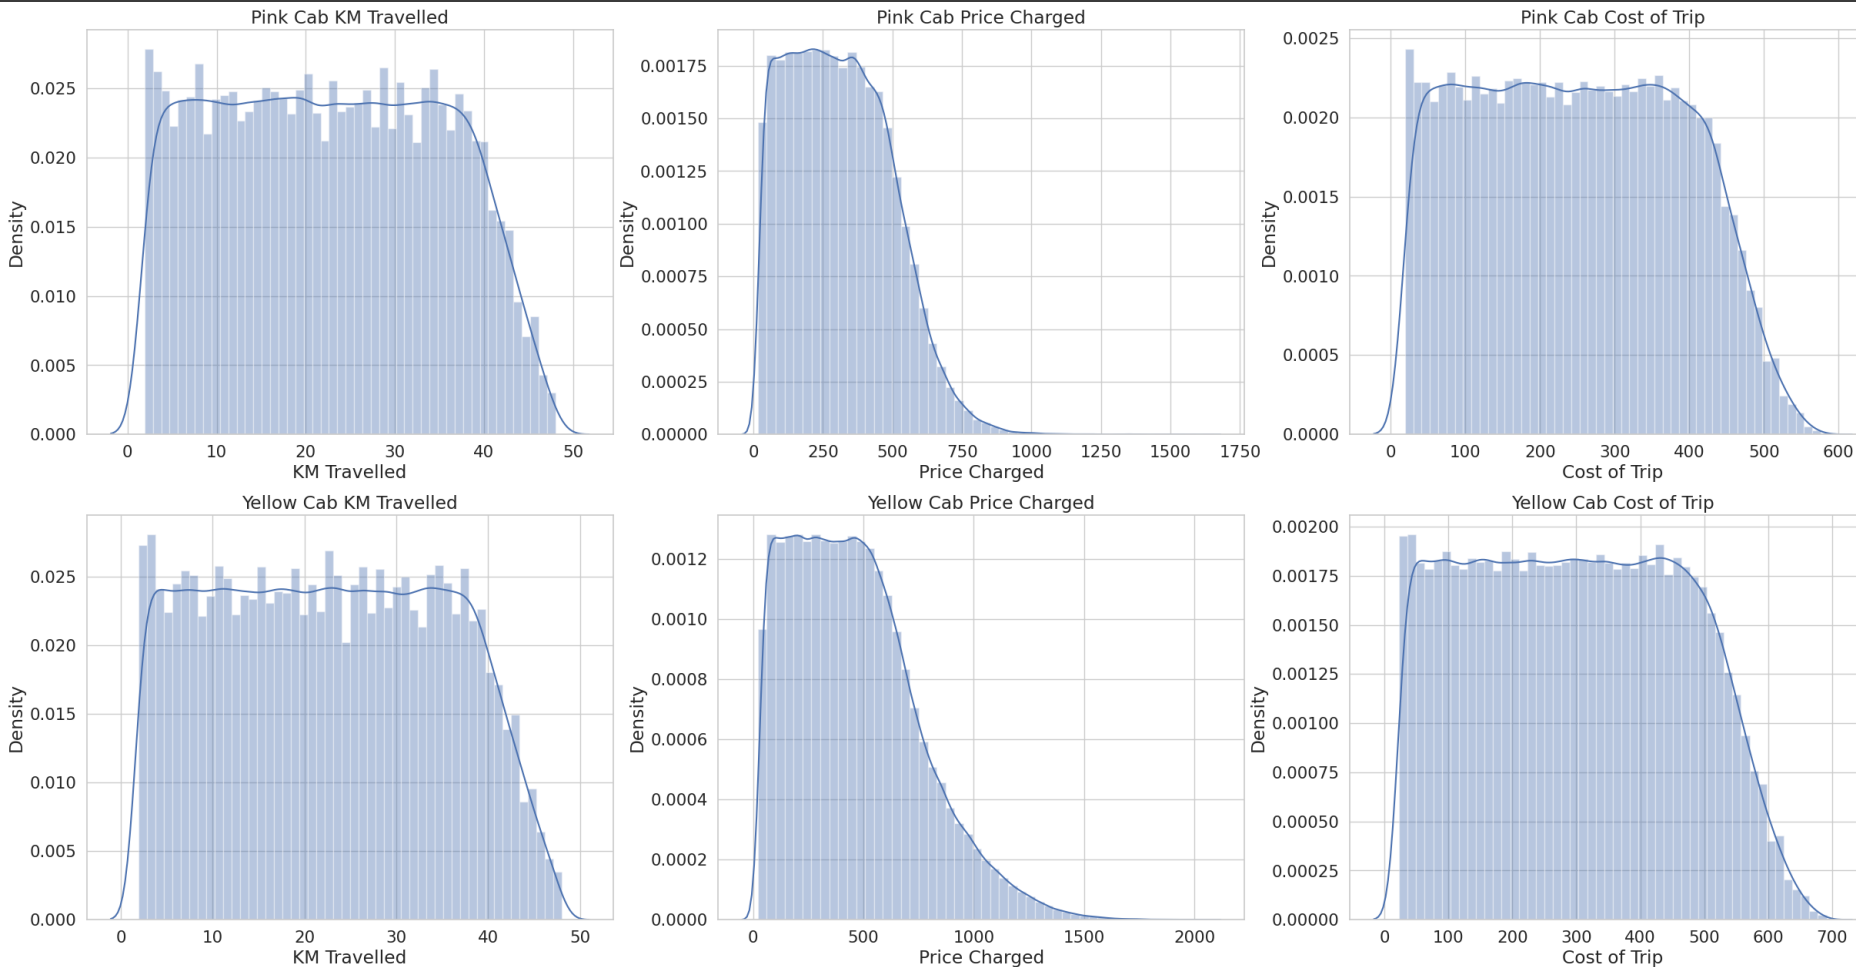 Pink Cab KM Travelled
Density
0.025
0.020
0.015
0.010
0.005
0.000
0 10 20 30 40 50
KM Travelled
Pink Cab Price Charged
Density
0.00175
0.00150
0.00125
0.00100
0.00075
0.00050
0.00025
0.00000
0 250 500 750 1000 1250 1500 1750
Price Charged
Pink Cab Cost of Trip
Density
0.0025
0.0020
0.0015
0.0010
0.0005
0.0000
0 100 200 300 400 500 600
Cost of Trip
Yellow Cab KM Travelled
Density
0.025
0.020
0.015
0.010
0.005
0.000
0 10 20 30 40 50
KM Travelled
Yellow Cab Price Charged
Density
0.0012
0.0010
0.0008
0.0006
0.0004
0.0002
0.0000
0 500 1000 1500 2000
Price Charged
Yellow Cab Cost of Trip
Density
0.00200
0.00175
0.00150
0.00125
0.00100
0.00075
0.00050
0.00025
0.00000
0 100 200 300 400 500 600 700
Cost of Trip